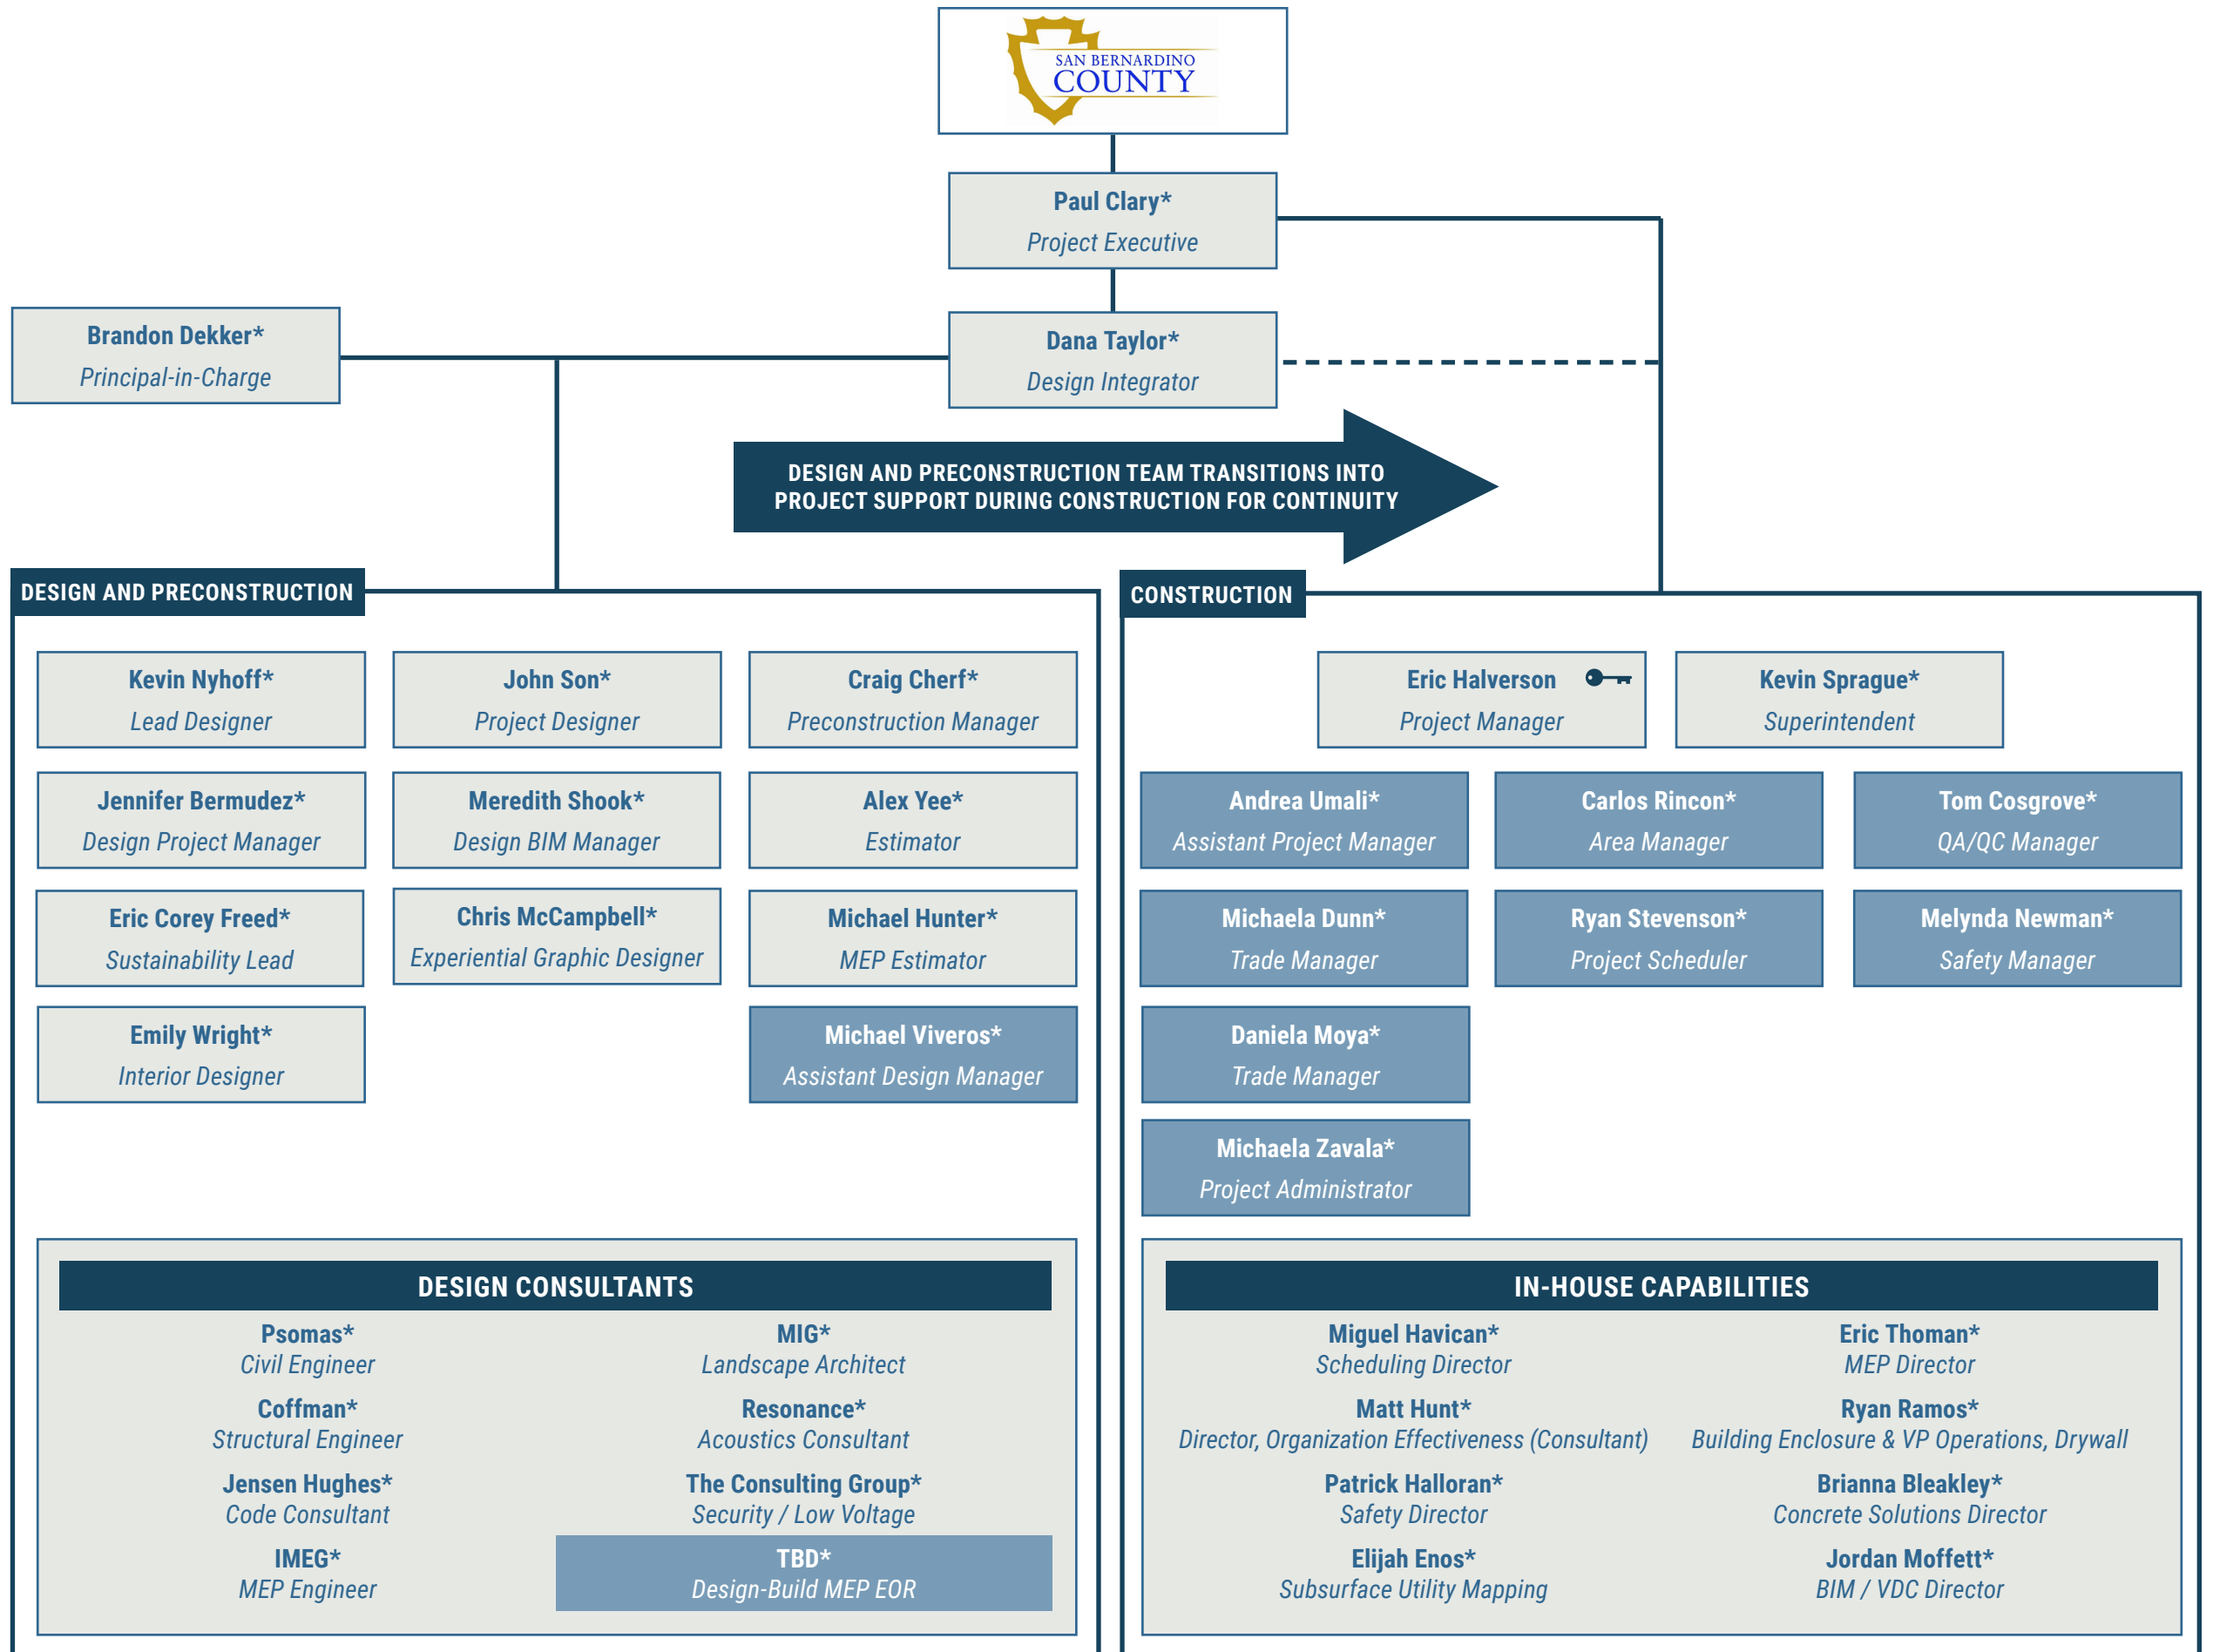 SAN BERNARDINO
COUNTY
Paul Clary*
Project Executive
Brandon Dekker*
Principal-in-Charge
Dana Taylor*
Design Integrator
DESIGN AND PRECONSTRUCTION TEAM TRANSITIONS INTO
PROJECT SUPPORT DURING CONSTRUCTION FOR CONTINUITY
DESIGN AND PRECONSTRUCTION
Kevin Nyhoff*
Lead Designer
John Son*
Project Designer
Craig Cherf*
Preconstruction Manager
Jennifer Bermudez*
Design Project Manager
Meredith Shook*
Design BIM Manager
Alex Yee*
Estimator
Eric Corey Freed*
Sustainability Lead
Chris McCampbell*
Experiential Graphic Designer
Michael Hunter*
MEP Estimator
Emily Wright*
Interior Designer
Michael Viveros*
Assistant Design Manager
DESIGN CONSULTANTS
Psomas*
Civil Engineer
MIG*
Landscape Architect
Coffman*
Structural Engineer
Resonance*
Acoustics Consultant
Jensen Hughes*
Code Consultant
The Consulting Group*
Security / Low Voltage
IMEG*
MEP Engineer
TBD*
Design-Build MEP EOR
CONSTRUCTION
Eric Halverson
Project Manager
Kevin Sprague*
Superintendent
Andrea Umali*
Assistant Project Manager
Carlos Rincon*
Area Manager
Tom Cosgrove*
QA/QC Manager
Michaela Dunn*
Trade Manager
Ryan Stevenson*
Project Scheduler
Melynda Newman*
Safety Manager
Daniela Moya*
Trade Manager
Michaela Zavala*
Project Administrator
IN-HOUSE CAPABILITIES
Miguel Havican*
Scheduling Director
Eric Thoman*
MEP Director
Matt Hunt*
Director, Organization Effectiveness (Consultant)
Ryan Ramos*
Building Enclosure & VP Operations, Drywall
Patrick Halloran*
Safety Director
Brianna Bleakley*
Concrete Solutions Director
Elijah Enos*
Subsurface Utility Mapping
Jordan Moffett*
BIM / VDC Director